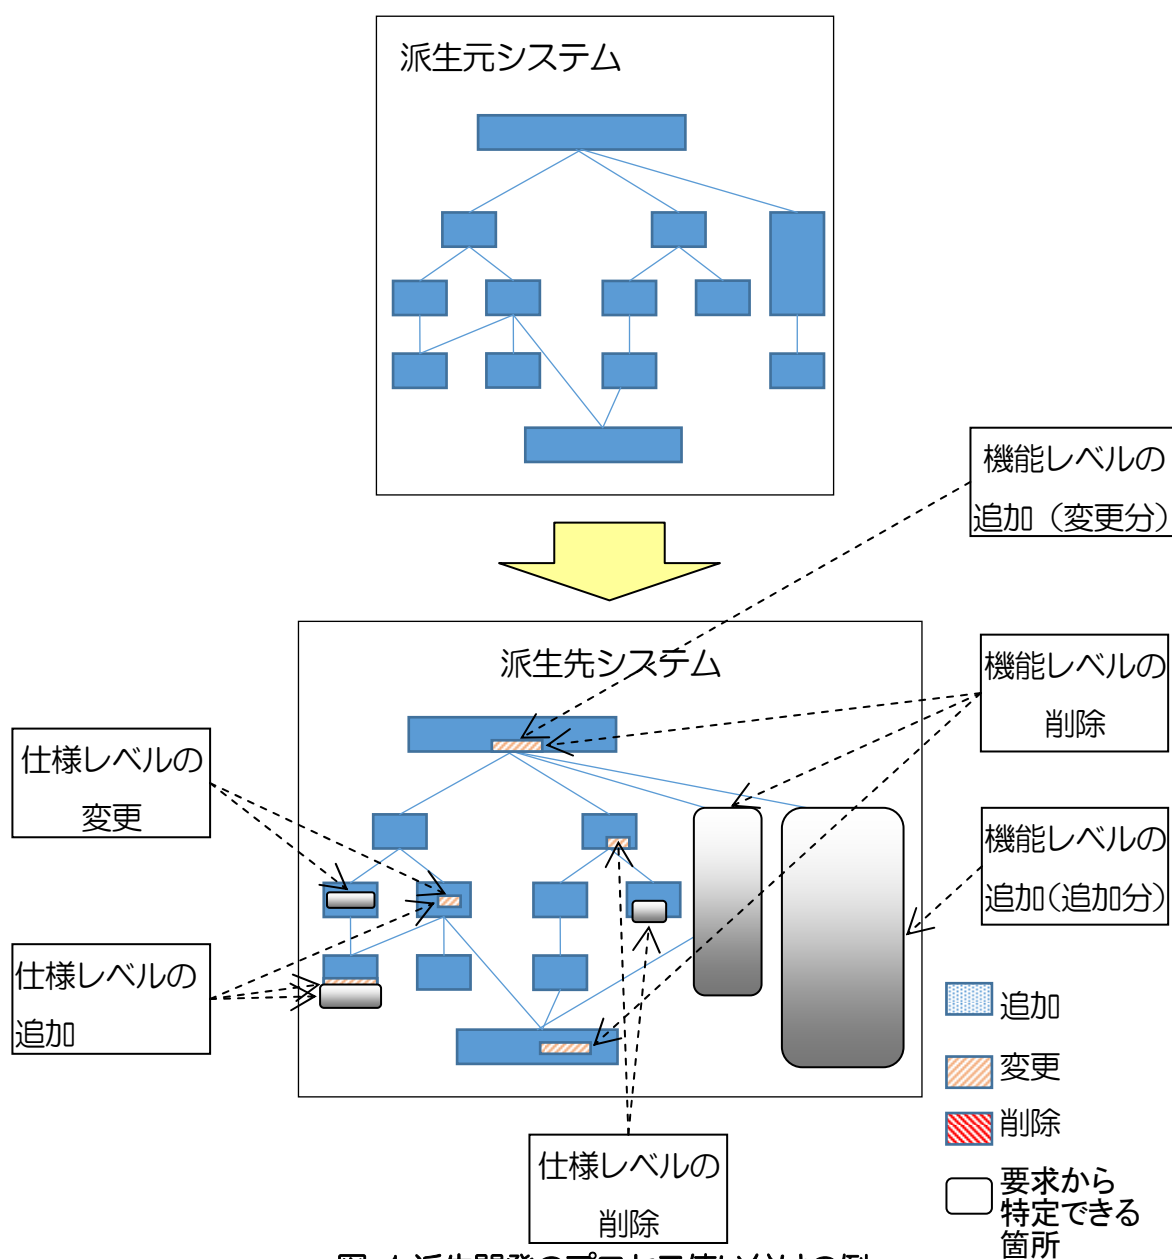 派生元システム
機能レベルの
追加（変更分）
派生先システム
機能レベルの
削除
仕様レベルの
変更
機能レベルの
追加(追加分)
仕様レベルの
追加
追加
変更
削除
仕様レベルの
削除
要求から
特定できる
箇所